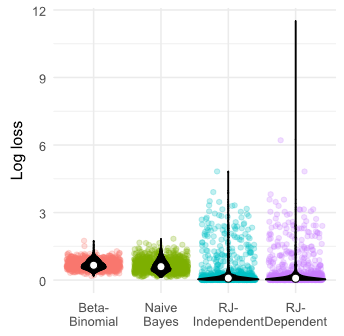 12
9
6
3
0
Log loss
Beta-
Binomial
Naive
Bayes
RJ-
Independent
RJ-
Dependent